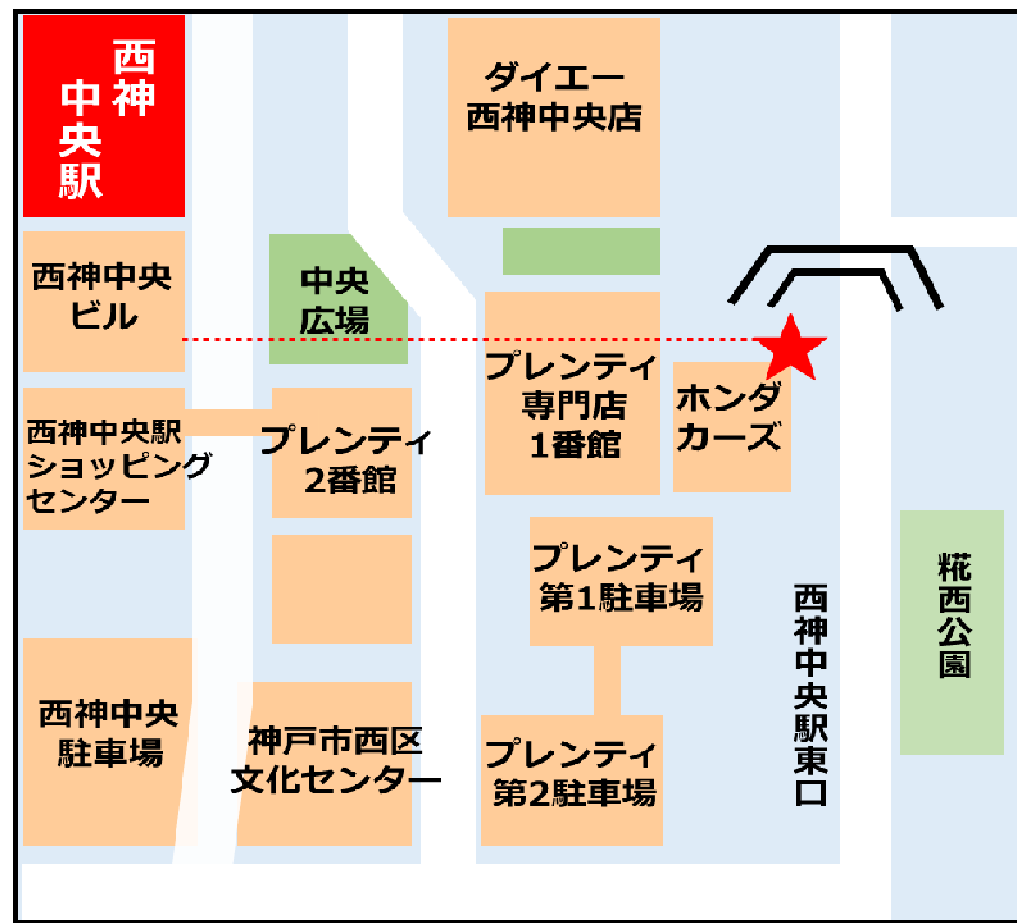 西神
中央駅
ダイエー
西神中央店
西神中央
ビル
中央
広場
プレンティ
専門店
1番館
ホンダ
カーズ
西神中央駅
ショッピング
センター
プレンティ
2番館
プレンティ
第1駐車場
糀西公園
西神中央駅東口
西神中央
駐車場
神戸市西区
文化センター
プレンティ
第2駐車場